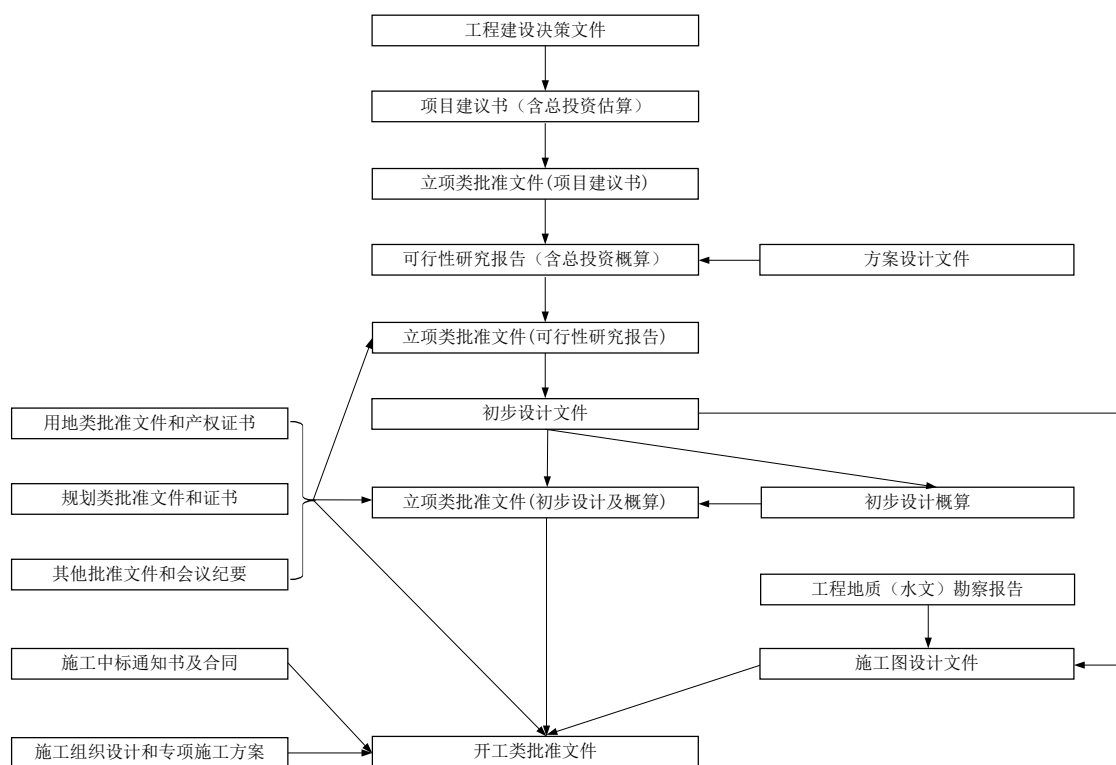 工程建设决策文件
项目建议书（含总投资估算）
立项类批准文件(项目建议书)
可行性研究报告（含总投资概算）
方案设计文件
立项类批准文件(可行性研究报告)
初步设计文件
用地类批准文件和产权证书
规划类批准文件和证书
立项类批准文件(初步设计及概算)
初步设计概算
其他批准文件和会议纪要
工程地质（水文）勘察报告
施工中标通知书及合同
施工图设计文件
施工组织设计和专项施工方案
开工类批准文件